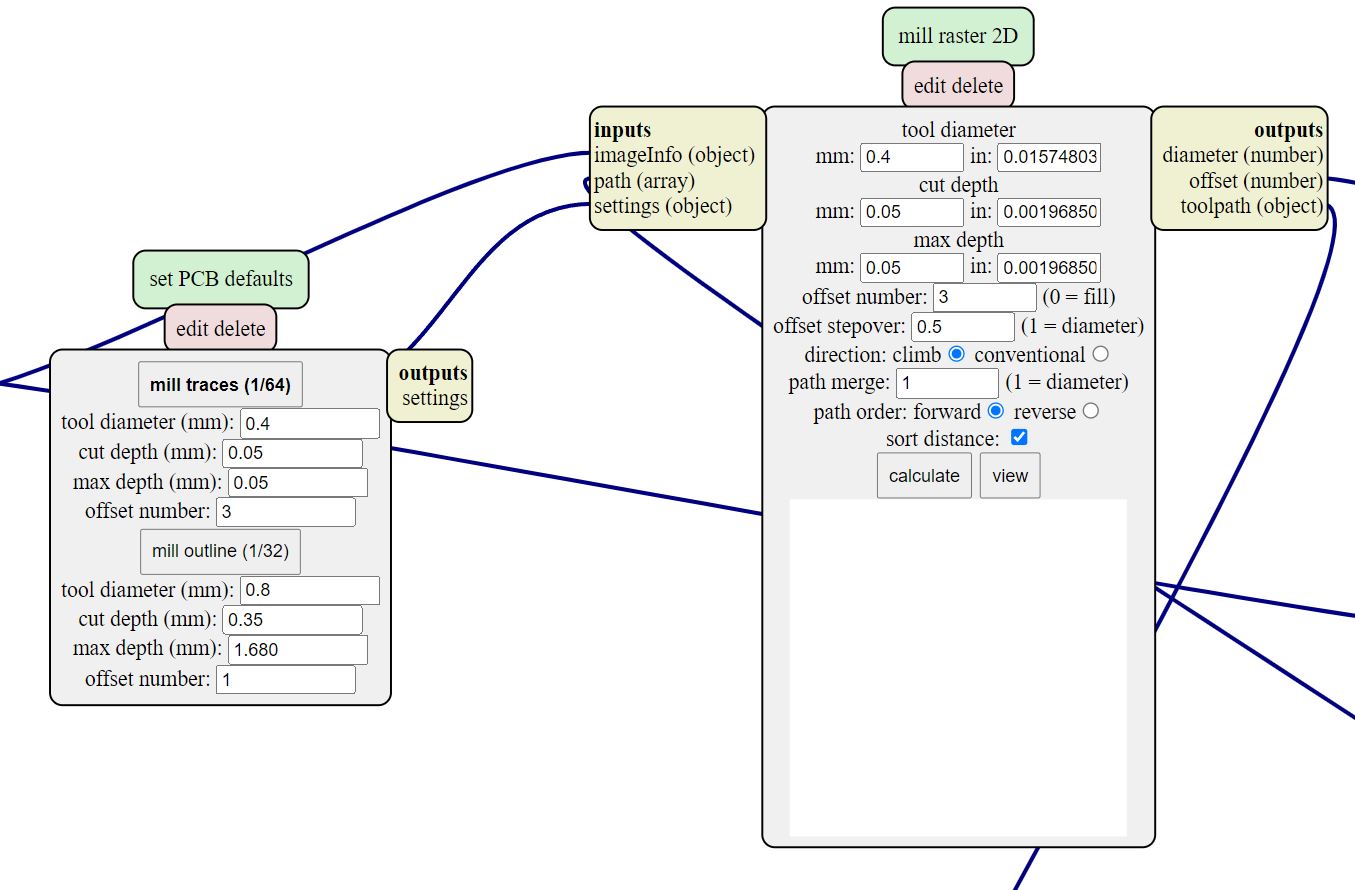 mill raster 2D
edit delete
inputs
imageInfo (object)
path (array)
settings (object)
tool diameter
mm: 0.4 in: 0.01574803
cut depth
mm: 0.05 in: 0.00196850
max depth
mm: 0.05 in: 0.00196850
offset number: 3 (0 = fill)
offset stepover: 0.5 (1 = diameter)
direction: climb conventional
path merge: 1 (1 = diameter)
path order: forward reverse
sort distance:
calculate view
outputs
diameter (number)
offset (number)
toolpath (object)
set PCB defaults
edit delete
mill traces (1/64)
tool diameter (mm): 0.4
cut depth (mm): 0.05
max depth (mm): 0.05
offset number: 3
mill outline (1/32)
tool diameter (mm): 0.8
cut depth (mm): 0.35
max depth (mm): 1.680
offset number: 1
outputs
settings